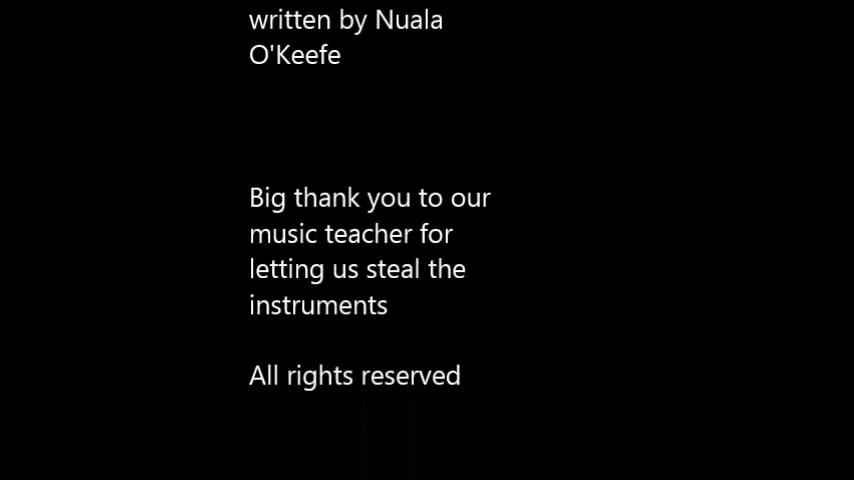 written by Nuala
O'Keefe
Big thank you to our
music teacher for
letting us steal the
instruments
All rights reserved